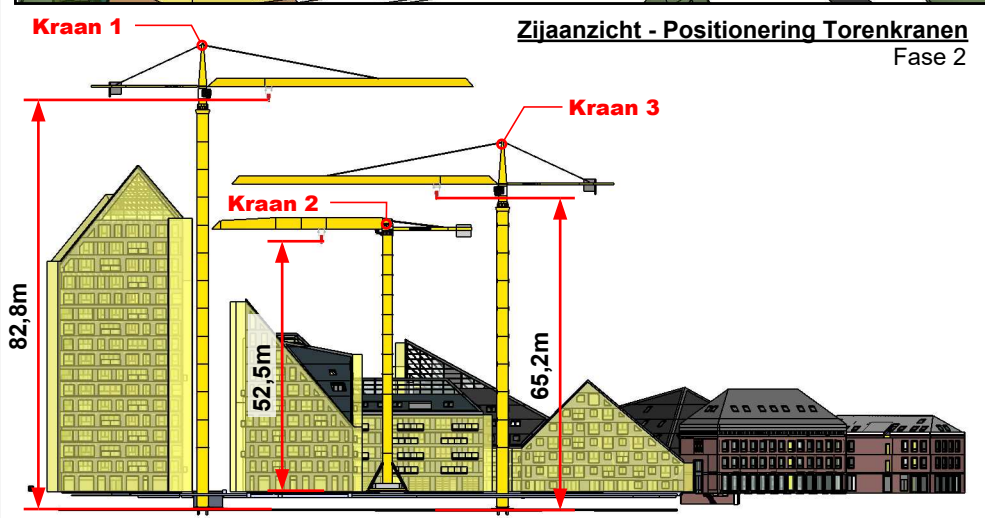 Zijaanzicht - Positionering Torenkranen
Fase 2
Kraan 1
Kraan 3
Kraan 2
82,8m
52,5m
65,2m